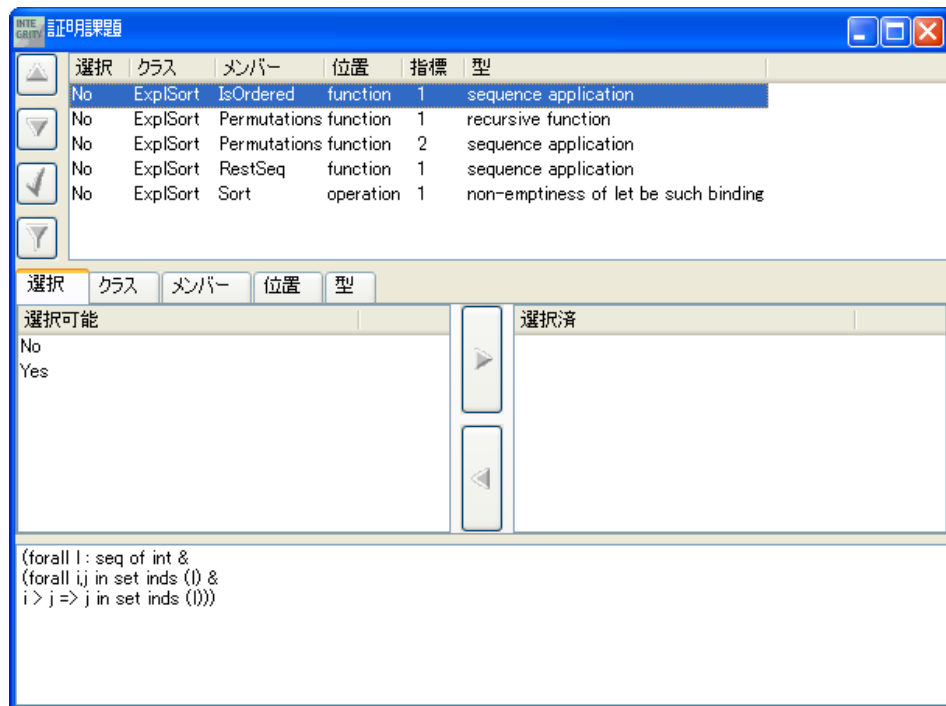 INTE
GRITY 証明課題
選択 クラス メンバー 位置 指標 型
No ExplSort IsOrdered function 1 sequence application
No ExplSort Permutations function 1 recursive function
No ExplSort Permutations function 2 sequence application
No ExplSort RestSeq function 1 sequence application
No ExplSort Sort operation 1 non-emptiness of let be such binding
選択 クラス メンバー 位置 型
選択可能 選択済
No
Yes
(forall l : seq of int &
(forall i,j in set inds (l) &
i > j => j in set inds (l)))